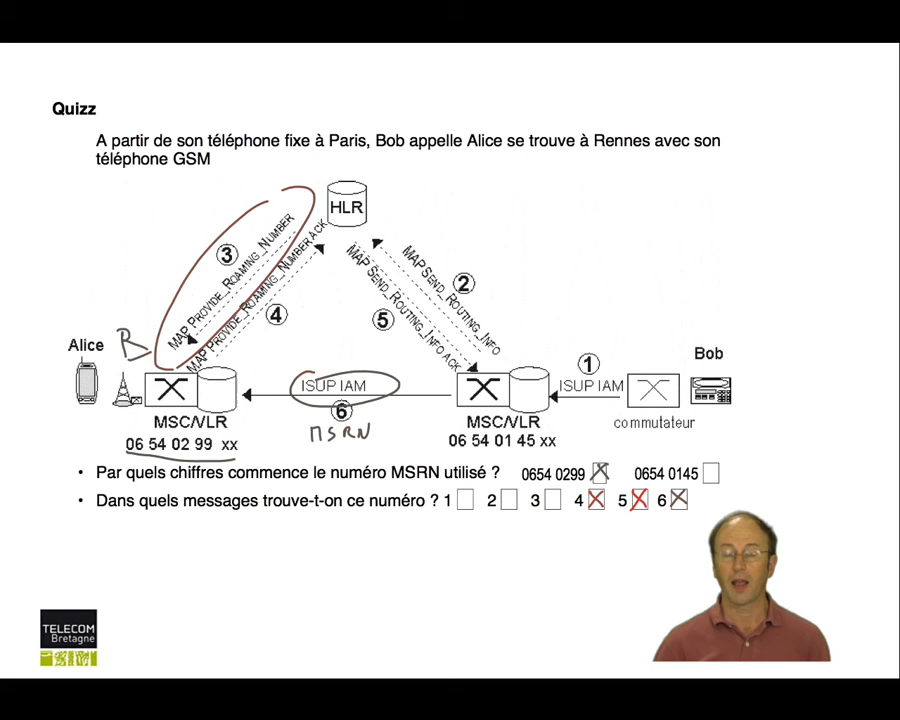 Quizz
A partir de son téléphone fixe à Paris, Bob appelle Alice se trouve à Rennes avec son
téléphone GSM
HLR
MAP PROVIDE_ROAMING_NUMBER
3
MAP PROVIDE_ROAMING_NUMBER ACK
4
MAP SEND_ROUTING_INFO
2
MAP SEND_ROUTING_INFO ACK
5
Alice
B
Bob
1
ISUP IAM
ISUP IAM
6
MSRN
MSC/VLR
06 54 02 99 xx
MSC/VLR
06 54 01 45 xx
commutateur
• Par quels chiffres commence le numéro MSRN utilisé ? 0654 0299 0654 0145
• Dans quels messages trouve-t-on ce numéro ? 1 2 3 4 5 6
TELECOM
Bretagne